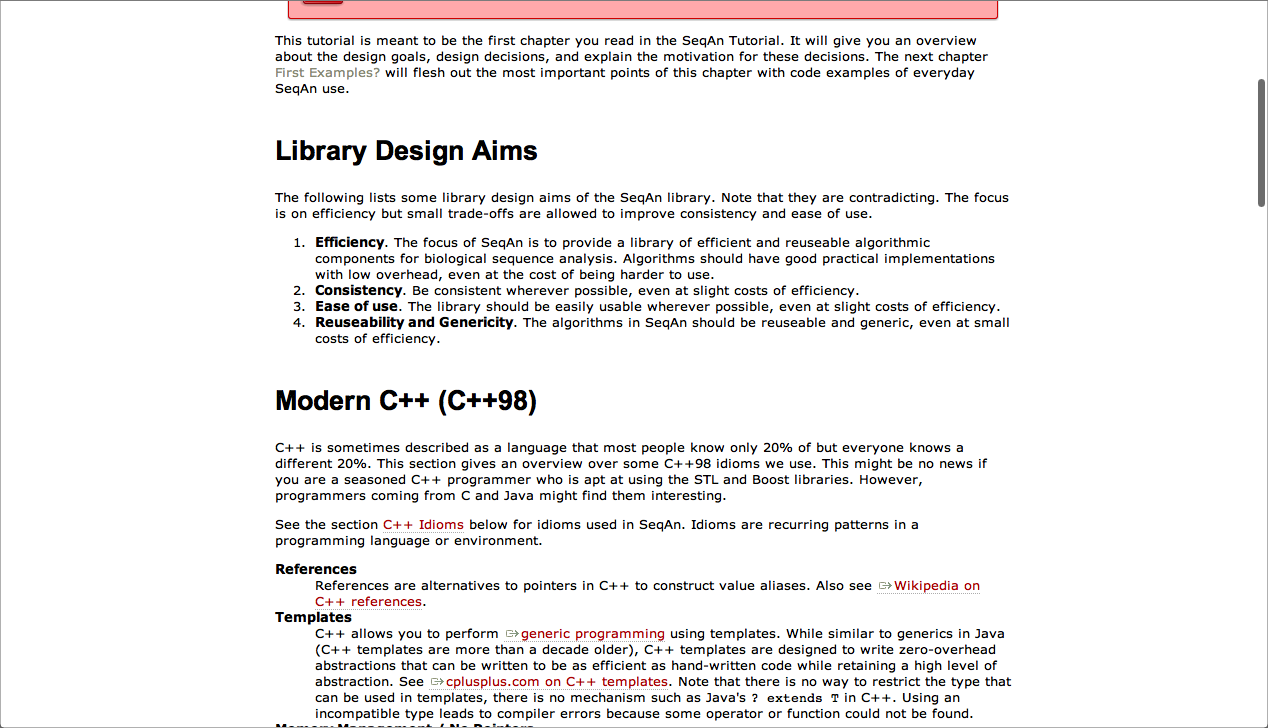 This tutorial is meant to be the first chapter you read in the SeqAn Tutorial. It will give you an overview
about the design goals, design decisions, and explain the motivation for these decisions. The next chapter
First Examples? will flesh out the most important points of this chapter with code examples of everyday
SeqAn use.
Library Design Aims
The following lists some library design aims of the SeqAn library. Note that they are contradicting. The focus
is on efficiency but small trade-offs are allowed to improve consistency and ease of use.
1. Efficiency. The focus of SeqAn is to provide a library of efficient and reuseable algorithmic
components for biological sequence analysis. Algorithms should have good practical implementations
with low overhead, even at the cost of being harder to use.
2. Consistency. Be consistent wherever possible, even at slight costs of efficiency.
3. Ease of use. The library should be easily usable wherever possible, even at slight costs of efficiency.
4. Reuseability and Genericity. The algorithms in SeqAn should be reuseable and generic, even at small
costs of efficiency.
Modern C++ (C++98)
C++ is sometimes described as a language that most people know only 20% of but everyone knows a
different 20%. This section gives an overview over some C++98 idioms we use. This might be no news if
you are a seasoned C++ programmer who is apt at using the STL and Boost libraries. However,
programmers coming from C and Java might find them interesting.
See the section C++ Idioms below for idioms used in SeqAn. Idioms are recurring patterns in a
programming language or environment.
References
References are alternatives to pointers in C++ to construct value aliases. Also see Wikipedia on
C++ references.
Templates
C++ allows you to perform generic programming using templates. While similar to generics in Java
(C++ templates are more than a decade older), C++ templates are designed to write zero-overhead
abstractions that can be written to be as efficient as hand-written code while retaining a high level of
abstraction. See cplusplus.com on C++ templates. Note that there is no way to restrict the type that
can be used in templates, there is no mechanism such as Java's ? extends T in C++. Using an
incompatible type leads to compiler errors because some operator or function could not be found.
Memory Management / No Pointers